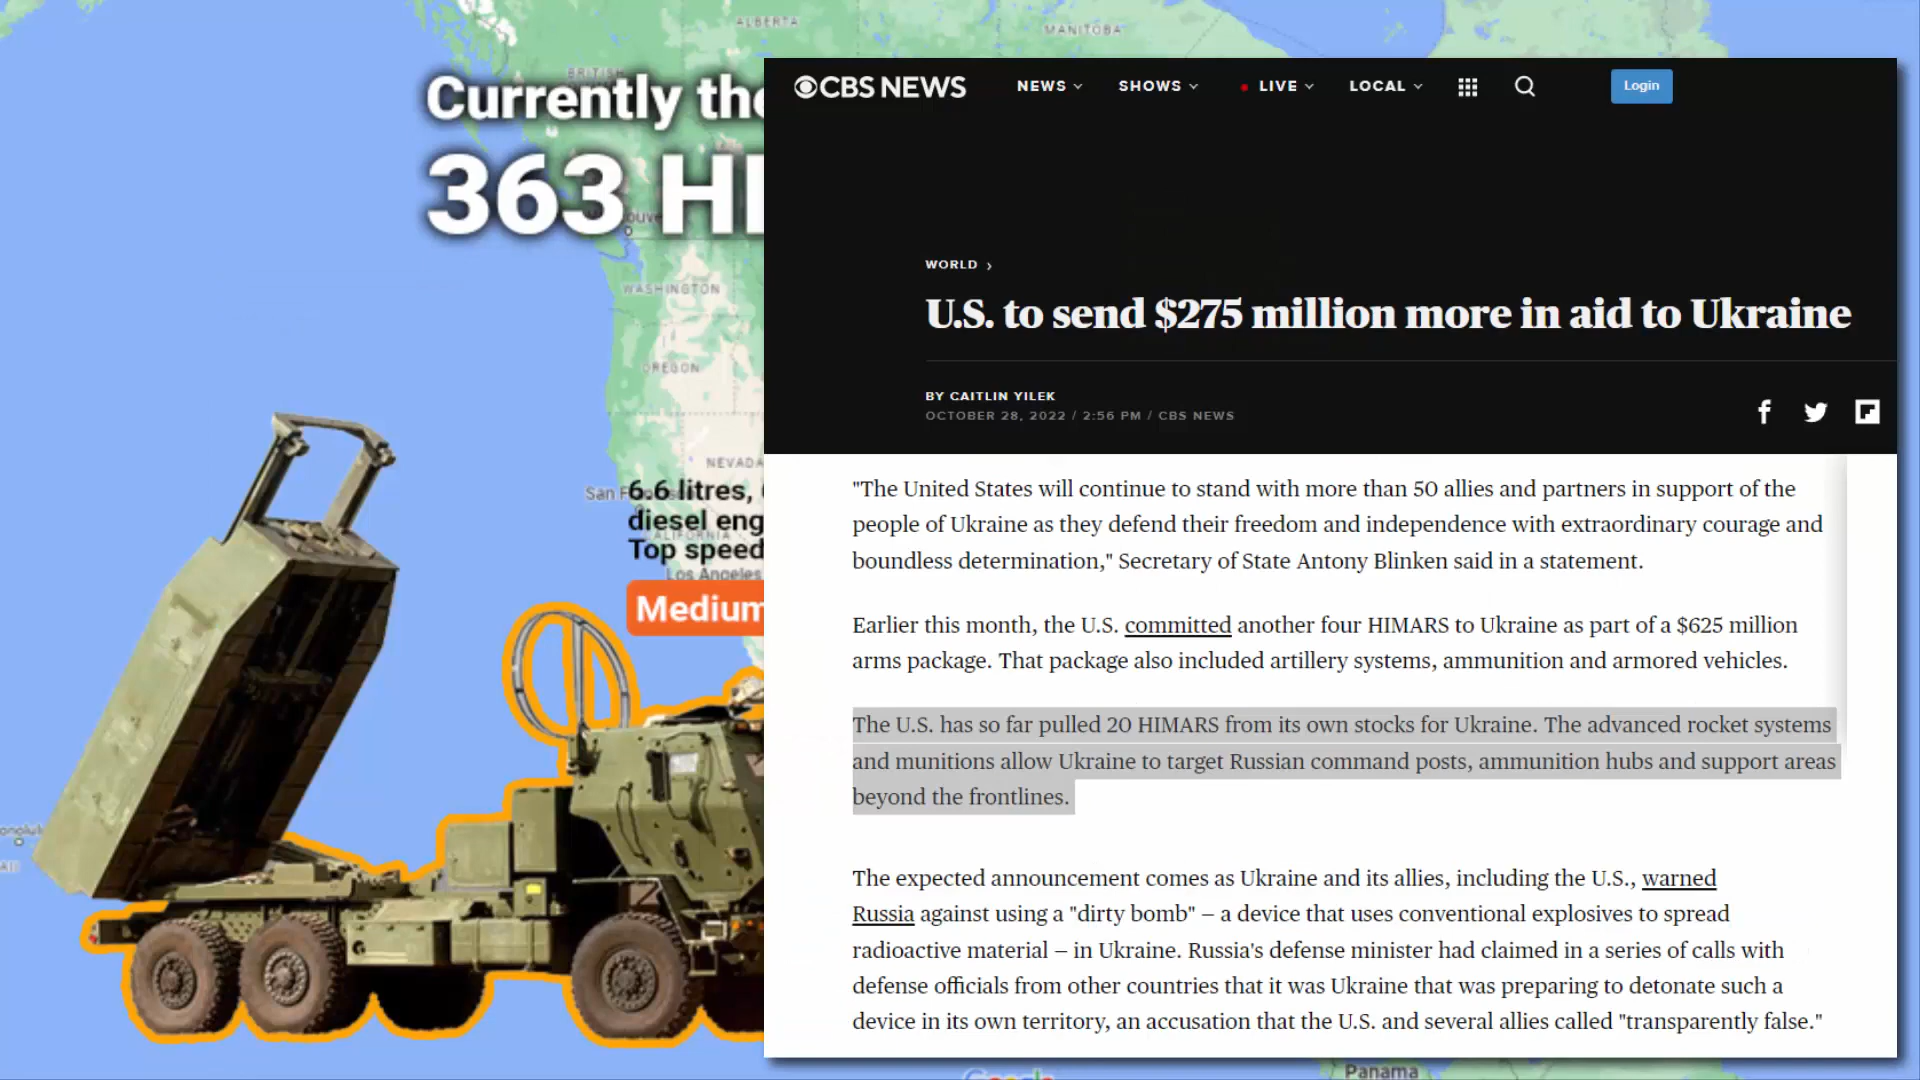 ALBERTA
MANITOBA
BRITISH
Currently the
363 HI
WASHINGTON
OREGON
NEVADA
San F
6.6 litres,
diesel eng
CALIFORNIA
Top speed
Los Angeles
Medium
CBS NEWS
NEWS
SHOWS
LIVE
LOCAL
Login
WORLD ›
U.S. to send $275 million more in aid to Ukraine
BY CAITLIN YILEK
OCTOBER 28, 2022 / 2:56 PM / CBS NEWS
"The United States will continue to stand with more than 50 allies and partners in support of the
people of Ukraine as they defend their freedom and independence with extraordinary courage and
boundless determination," Secretary of State Antony Blinken said in a statement.
Earlier this month, the U.S. committed another four HIMARS to Ukraine as part of a $625 million
arms package. That package also included artillery systems, ammunition and armored vehicles.
The U.S. has so far pulled 20 HIMARS from its own stocks for Ukraine. The advanced rocket systems
and munitions allow Ukraine to target Russian command posts, ammunition hubs and support areas
beyond the frontlines.
The expected announcement comes as Ukraine and its allies, including the U.S., warned
Russia against using a "dirty bomb" – a device that uses conventional explosives to spread
radioactive material – in Ukraine. Russia's defense minister had claimed in a series of calls with
defense officials from other countries that it was Ukraine that was preparing to detonate such a
device in its own territory, an accusation that the U.S. and several allies called "transparently false."
Google
Panama